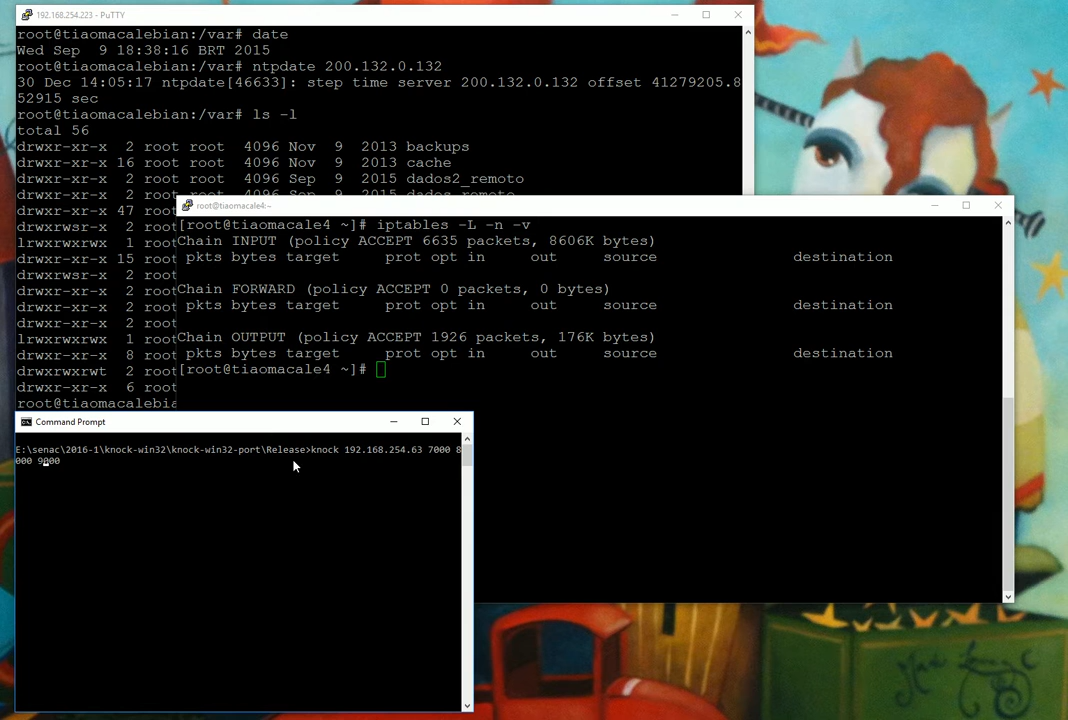 192.168.254.223 - PuTTY
root@tiaomacalebian:/var# date
Wed Sep  9 18:38:16 BRT 2015
root@tiaomacalebian:/var# ntpdate 200.132.0.132
30 Dec 14:05:17 ntpdate[46633]: step time server 200.132.0.132 offset 41279205.8
52915 sec
root@tiaomacalebian:/var# ls -l
total 56
drwxr-xr-x  2 root root  4096 Nov  9  2013 backups
drwxr-xr-x 16 root root  4096 Nov  9  2013 cache
drwxr-xr-x  2 root root  4096 Sep  9  2015 dados2_remoto
drwxr-xr-x  2 root root  4096 Sep  9  2015 dados_remoto
drwxr-xr-x 47 root
drwxrwsr-x  2 root
lrwxrwxrwx  1 root
drwxr-xr-x 15 root
drwxrwsr-x  2 root
drwxr-xr-x  2 root
drwxr-xr-x  2 root
lrwxrwxrwx  1 root
drwxr-xr-x  8 root
drwxrwxrwt  2 root
drwxr-xr-x  6 root
root@tiaomacalebia
root@tiaomacale4:~
[root@tiaomacale4 ~]# iptables -L -n -v
Chain INPUT (policy ACCEPT 6635 packets, 8606K bytes)
pkts bytes target     prot opt in     out     source               destination
Chain FORWARD (policy ACCEPT 0 packets, 0 bytes)
pkts bytes target     prot opt in     out     source               destination
Chain OUTPUT (policy ACCEPT 1926 packets, 176K bytes)
pkts bytes target     prot opt in     out     source               destination
[root@tiaomacale4 ~]#
Command Prompt
E:\senac\2016-1\knock-win32\knock-win32-port\Release>knock 192.168.254.63 7000 8
000 9000